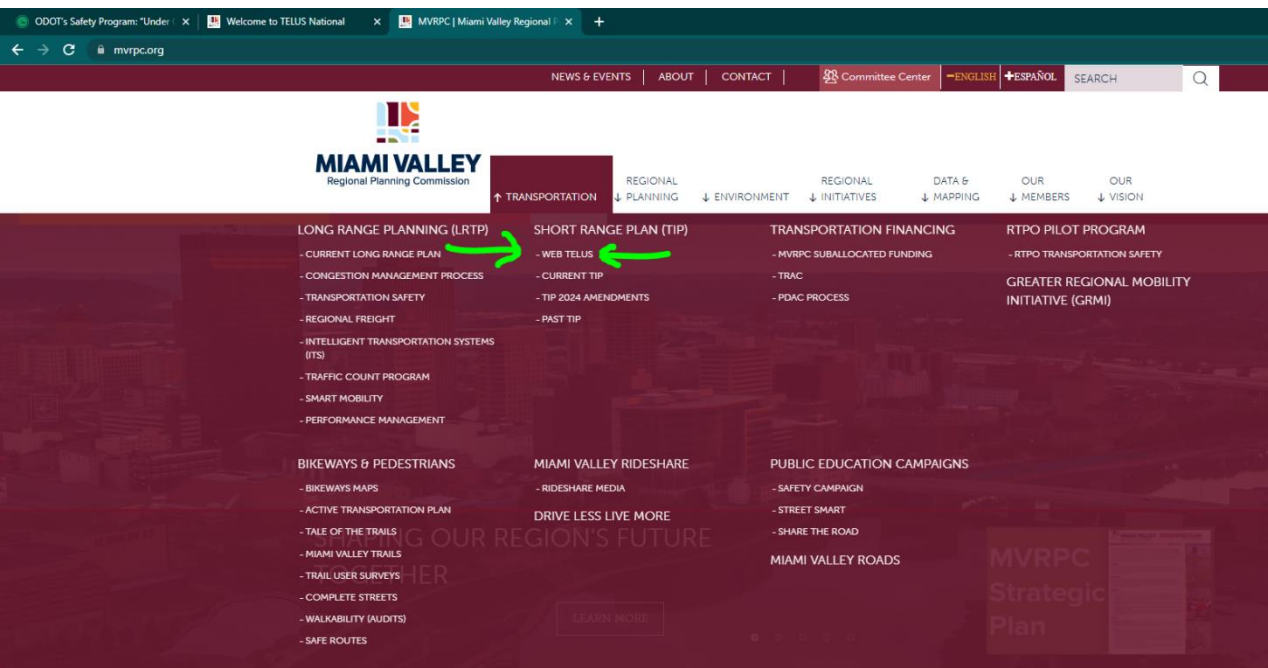 ODOT's Safety Program: "Under
Welcome to TELUS National
MVRPC | Miami Valley Regional P
mvrpc.org
NEWS & EVENTS
ABOUT
CONTACT
Committee Center
ENGLISH
ESPAÑOL
SEARCH
MIAMI VALLEY
Regional Planning Commission
TRANSPORTATION
REGIONAL
PLANNING
ENVIRONMENT
REGIONAL
INITIATIVES
DATA &
MAPPING
OUR
MEMBERS
OUR
VISION
LONG RANGE PLANNING (LRTP)
- CURRENT LONG RANGE PLAN
- CONGESTION MANAGEMENT PROCESS
- TRANSPORTATION SAFETY
- REGIONAL FREIGHT
- INTELLIGENT TRANSPORTATION SYSTEMS
(ITS)
- TRAFFIC COUNT PROGRAM
- SMART MOBILITY
- PERFORMANCE MANAGEMENT
SHORT RANGE PLAN (TIP)
- WEB TELUS
- CURRENT TIP
- TIP 2024 AMENDMENTS
- PAST TIP
TRANSPORTATION FINANCING
- MVRPC SUBALLOCATED FUNDING
- TRAC
- PDAC PROCESS
RTPO PILOT PROGRAM
- RTPO TRANSPORTATION SAFETY
GREATER REGIONAL MOBILITY
INITIATIVE (GRMI)
BIKEWAYS & PEDESTRIANS
- BIKEWAYS MAPS
- ACTIVE TRANSPORTATION PLAN
- TALE OF THE TRAILS
- MIAMI VALLEY TRAILS
- TRAIL USER SURVEYS
- COMPLETE STREETS
- WALKABILITY (AUDITS)
- SAFE ROUTES
MIAMI VALLEY RIDESHARE
- RIDESHARE MEDIA
DRIVE LESS LIVE MORE
PUBLIC EDUCATION CAMPAIGNS
- SAFETY CAMPAIGN
- STREET SMART
- SHARE THE ROAD
MIAMI VALLEY ROADS
SHAPING OUR REGION'S FUTURE
TOGETHER
LEARN MORE
MVRPC
Strategic
Plan